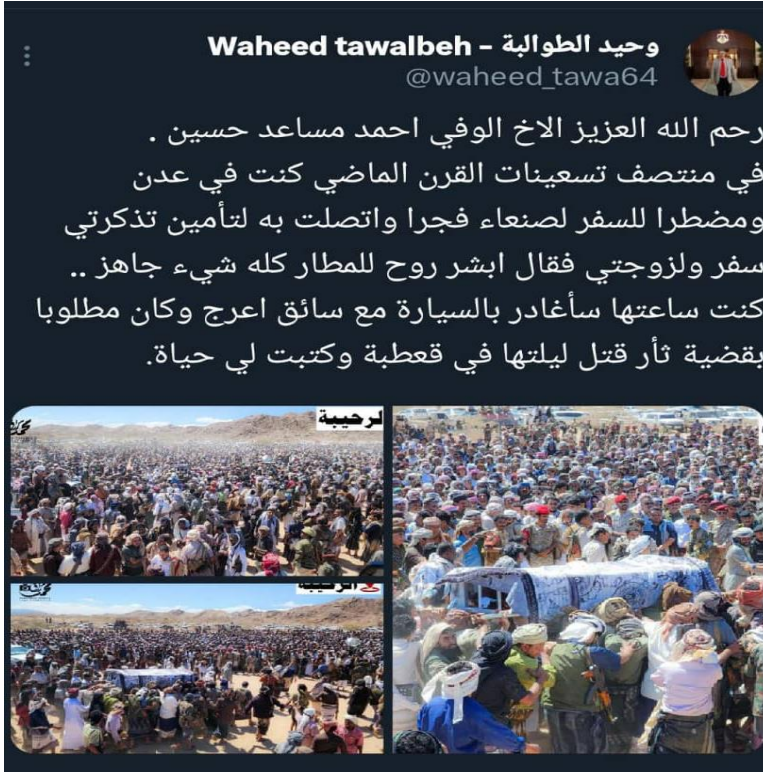 وحيد الطوالبة – Waheed tawalbeh
@waheed_tawa64
رحم الله العزيز الاخ الوفي احمد مساعد حسين .
في منتصف تسعينات القرن الماضي كنت في عدن
ومضطرا للسفر لصنعاء فجرا واتصلت به لتأمين تذكرتي
سفر ولزوجتي فقال ابشر روح للمطار كله شيء جاهز ..
كنت ساعتها سأغادر بالسيارة مع سائق اعرج وكان مطلوبا
بقضية ثأر قتل ليلتها في قعطبة وكتبت لي حياة.
الرحيبة
الرحيبة